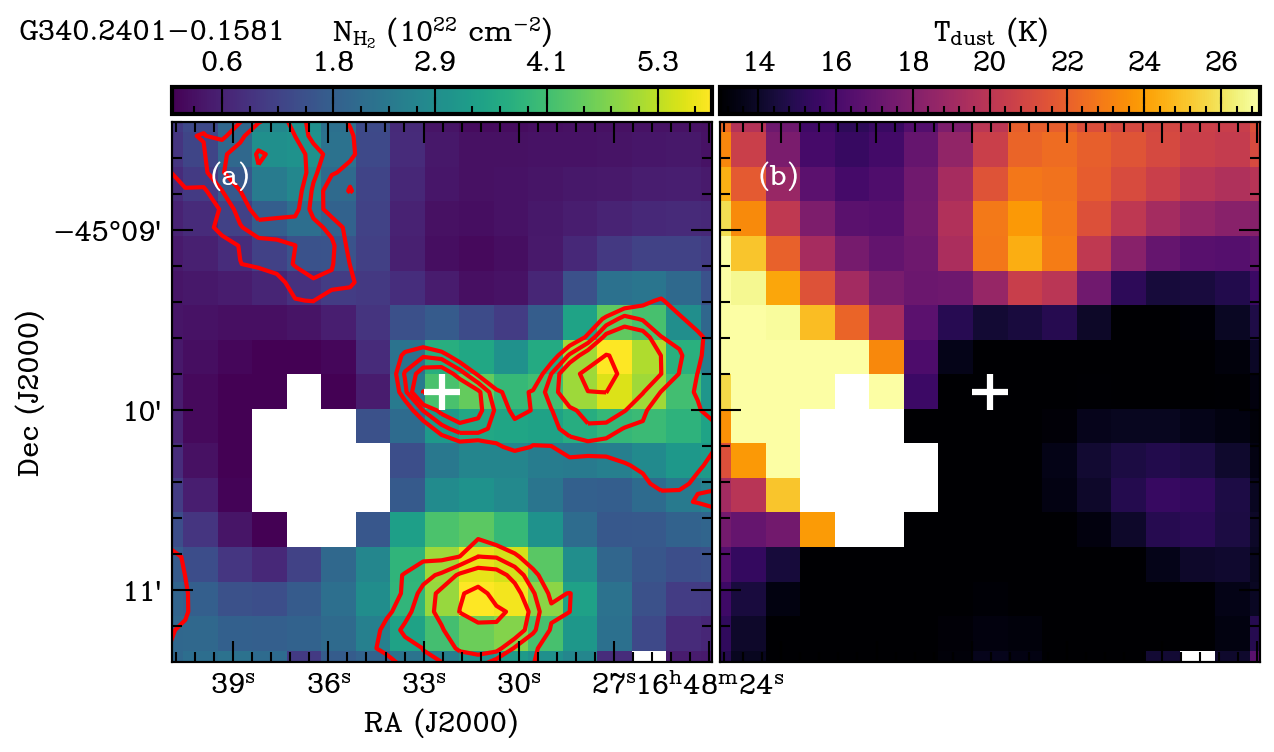 G340.2401−0.1581 N_H₂ (10²² cm⁻²) T_dust (K)
0.6 1.8 2.9 4.1 5.3 14 16 18 20 22 24 26
(a) (b)
−45°09'
10'
11'
Dec (J2000)
39ˢ 36ˢ 33ˢ 30ˢ 27ˢ 16ʰ48ᵐ24ˢ
RA (J2000)